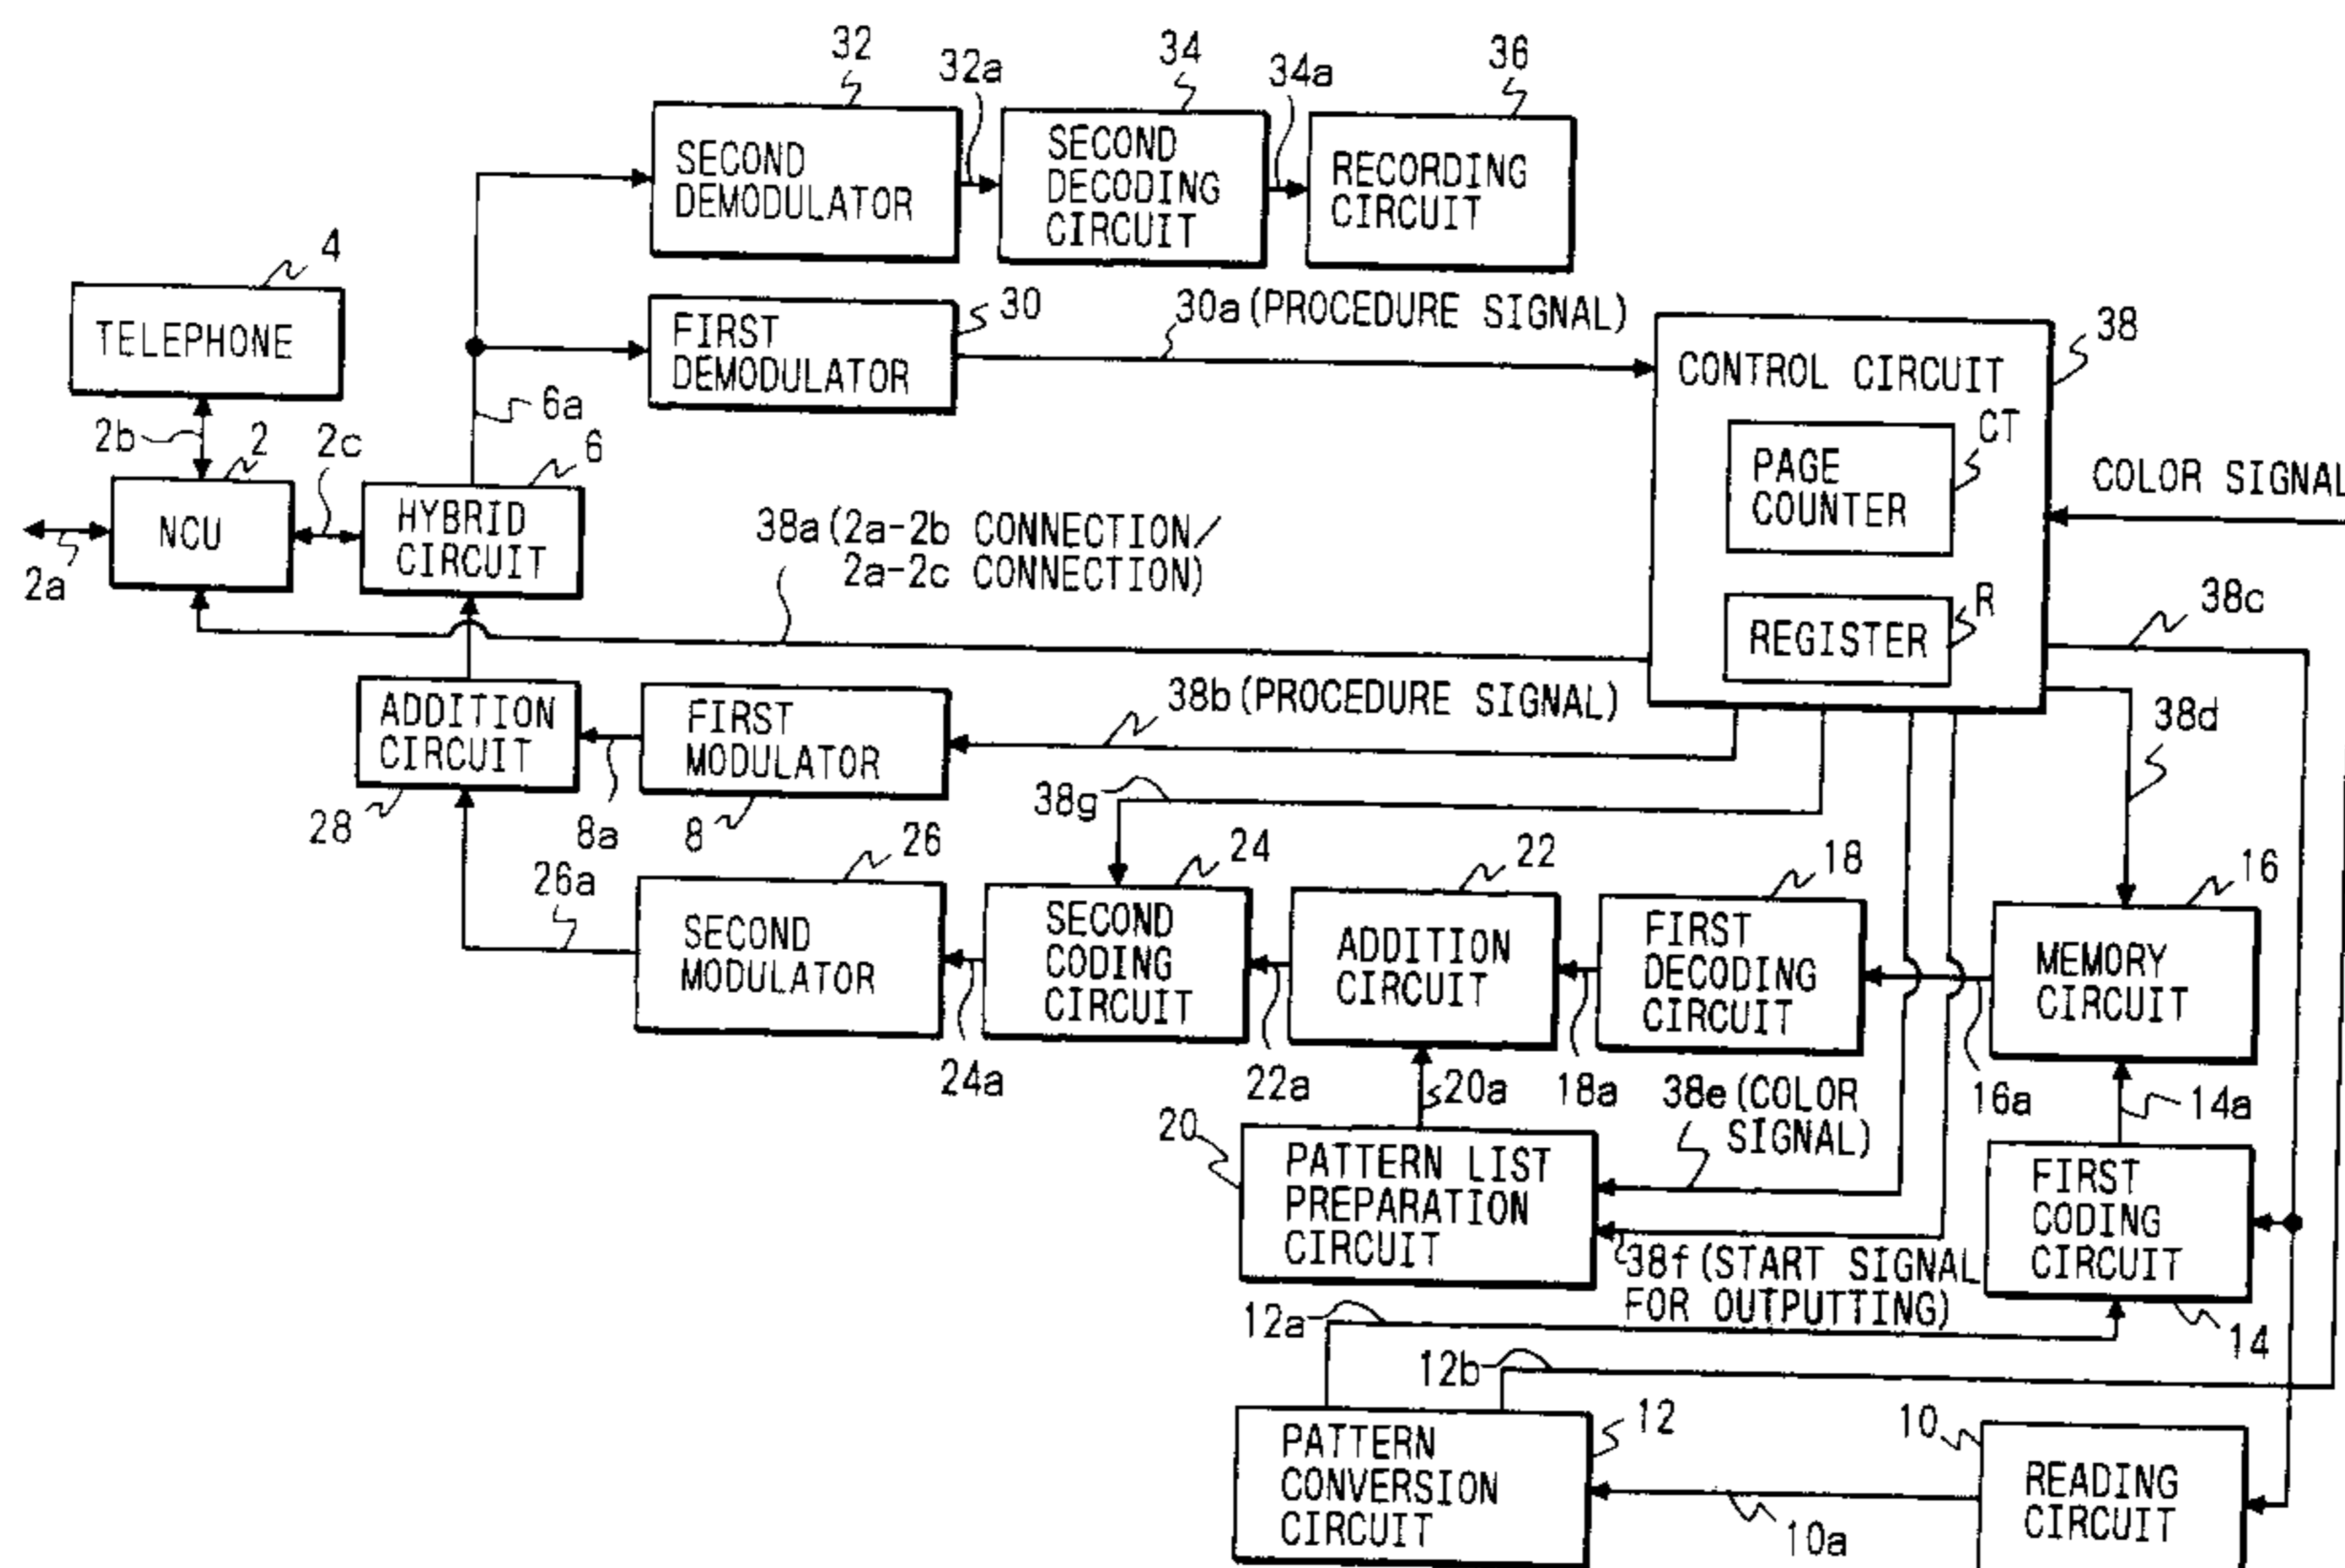 32
32a
34
34a
36
SECOND
DEMODULATOR
SECOND
DECODING
CIRCUIT
RECORDING
CIRCUIT
4
TELEPHONE
FIRST
DEMODULATOR
30
30a (PROCEDURE SIGNAL)
38
CONTROL CIRCUIT
CT
PAGE
COUNTER
COLOR SIGNAL
R
REGISTER
2b
2
2c
6a
6
NCU
HYBRID
CIRCUIT
2a
38a (2a-2b CONNECTION/
2a-2c CONNECTION)
38c
38d
ADDITION
CIRCUIT
28
8a
FIRST
MODULATOR
8
38b (PROCEDURE SIGNAL)
38g
26a
26
SECOND
MODULATOR
24
SECOND
CODING
CIRCUIT
24a
22
ADDITION
CIRCUIT
22a
18
FIRST
DECODING
CIRCUIT
18a
16
MEMORY
CIRCUIT
16a
14a
20a
20
PATTERN LIST
PREPARATION
CIRCUIT
38e (COLOR
SIGNAL)
38f (START SIGNAL
FOR OUTPUTTING)
FIRST
CODING
CIRCUIT
14
12a
12b
12
PATTERN
CONVERSION
CIRCUIT
10
READING
CIRCUIT
10a